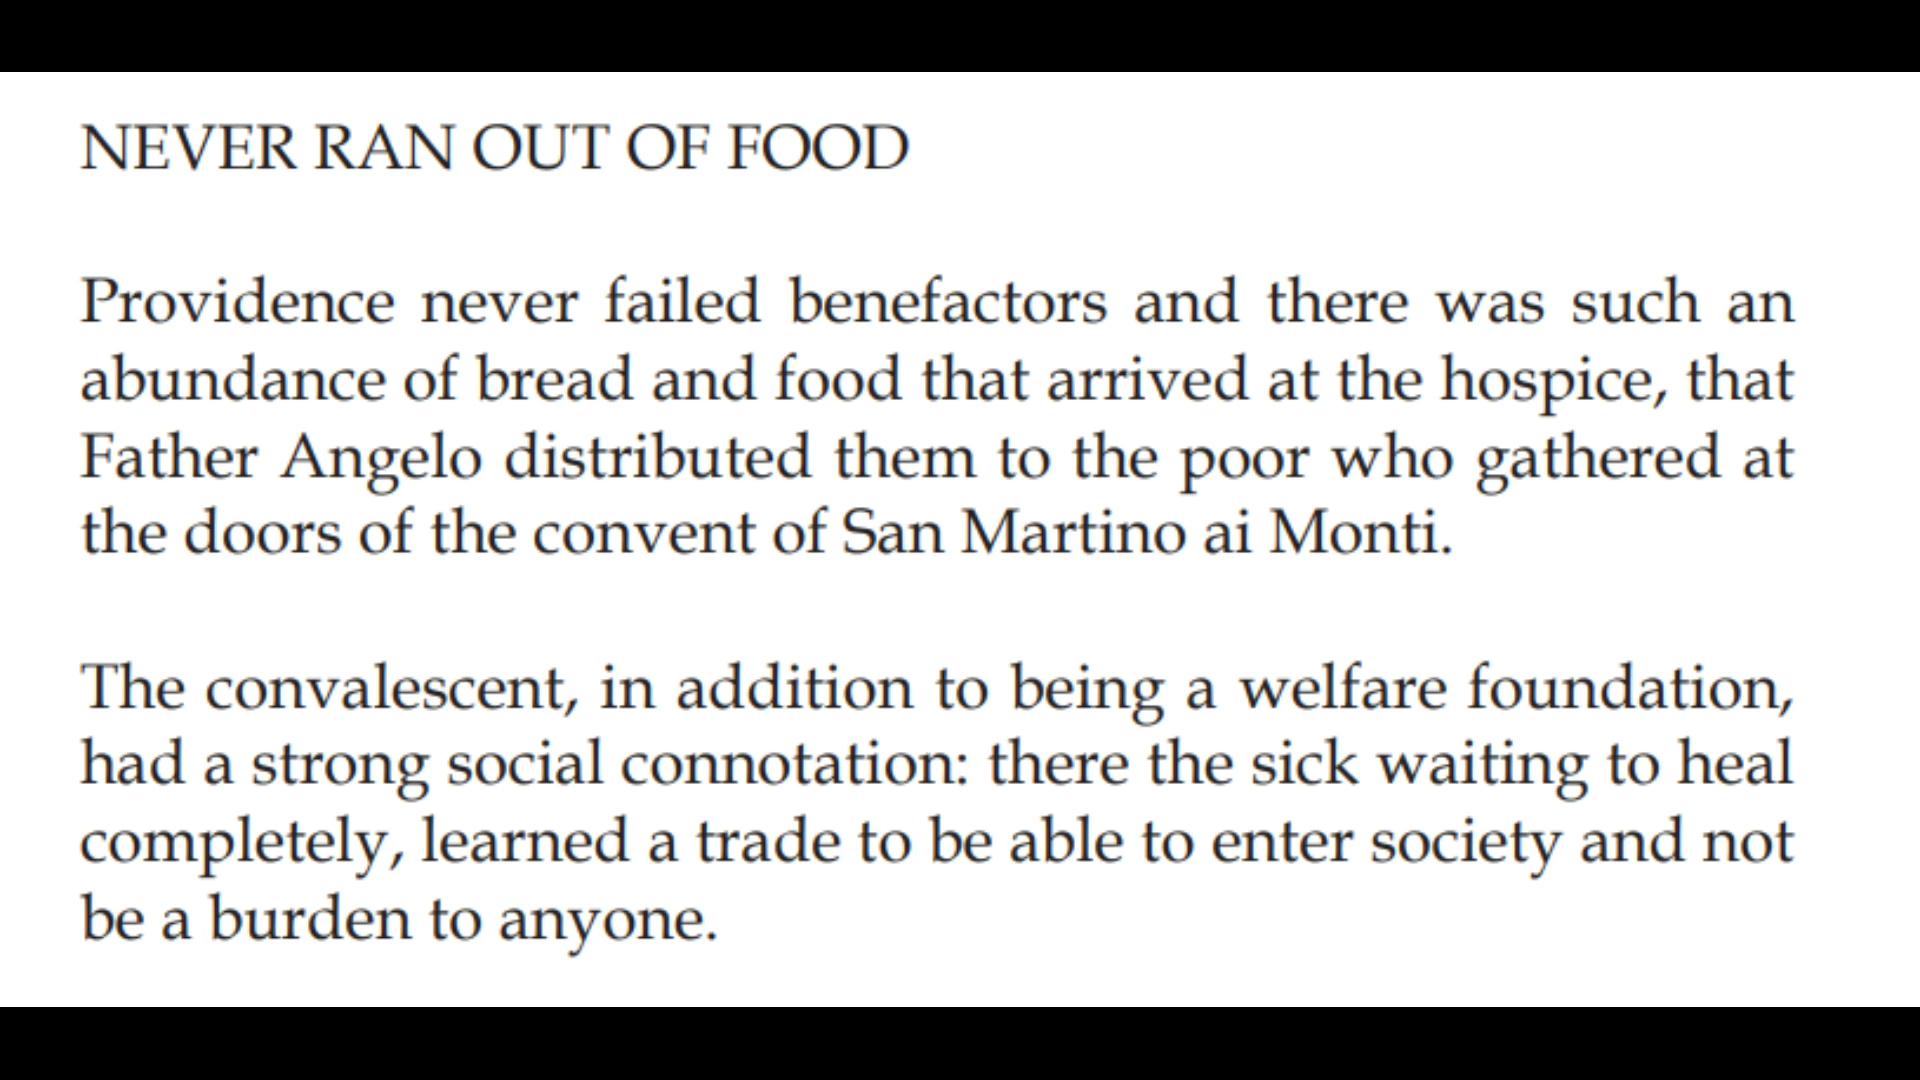 NEVER RAN OUT OF FOOD
Providence never failed benefactors and there was such an
abundance of bread and food that arrived at the hospice, that
Father Angelo distributed them to the poor who gathered at
the doors of the convent of San Martino ai Monti.
The convalescent, in addition to being a welfare foundation,
had a strong social connotation: there the sick waiting to heal
completely, learned a trade to be able to enter society and not
be a burden to anyone.